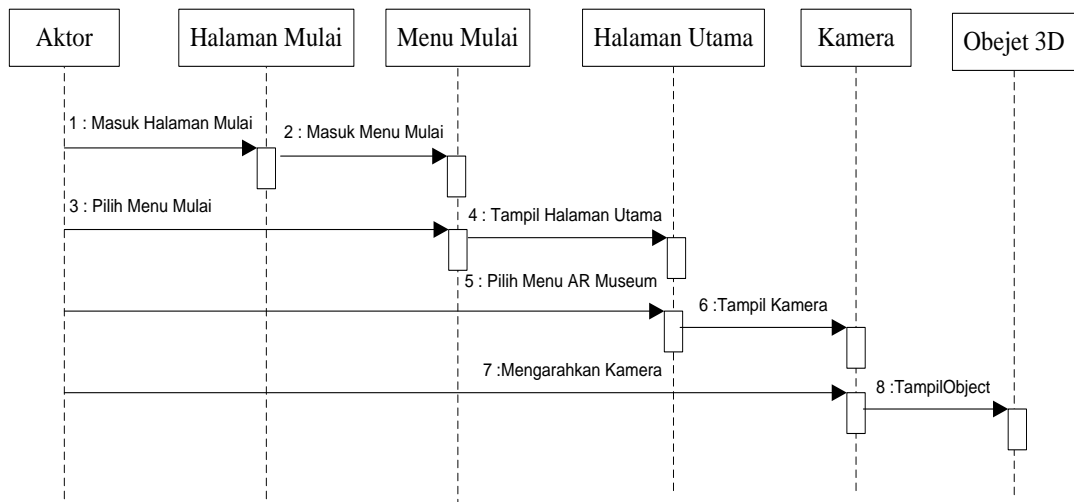 Aktor
Halaman Mulai
Menu Mulai
Halaman Utama
Kamera
Obejet 3D
1 : Masuk Halaman Mulai
2 : Masuk Menu Mulai
3 : Pilih Menu Mulai
4 : Tampil Halaman Utama
5 : Pilih Menu AR Museum
6 :Tampil Kamera
7 :Mengarahkan Kamera
8 :TampilObject